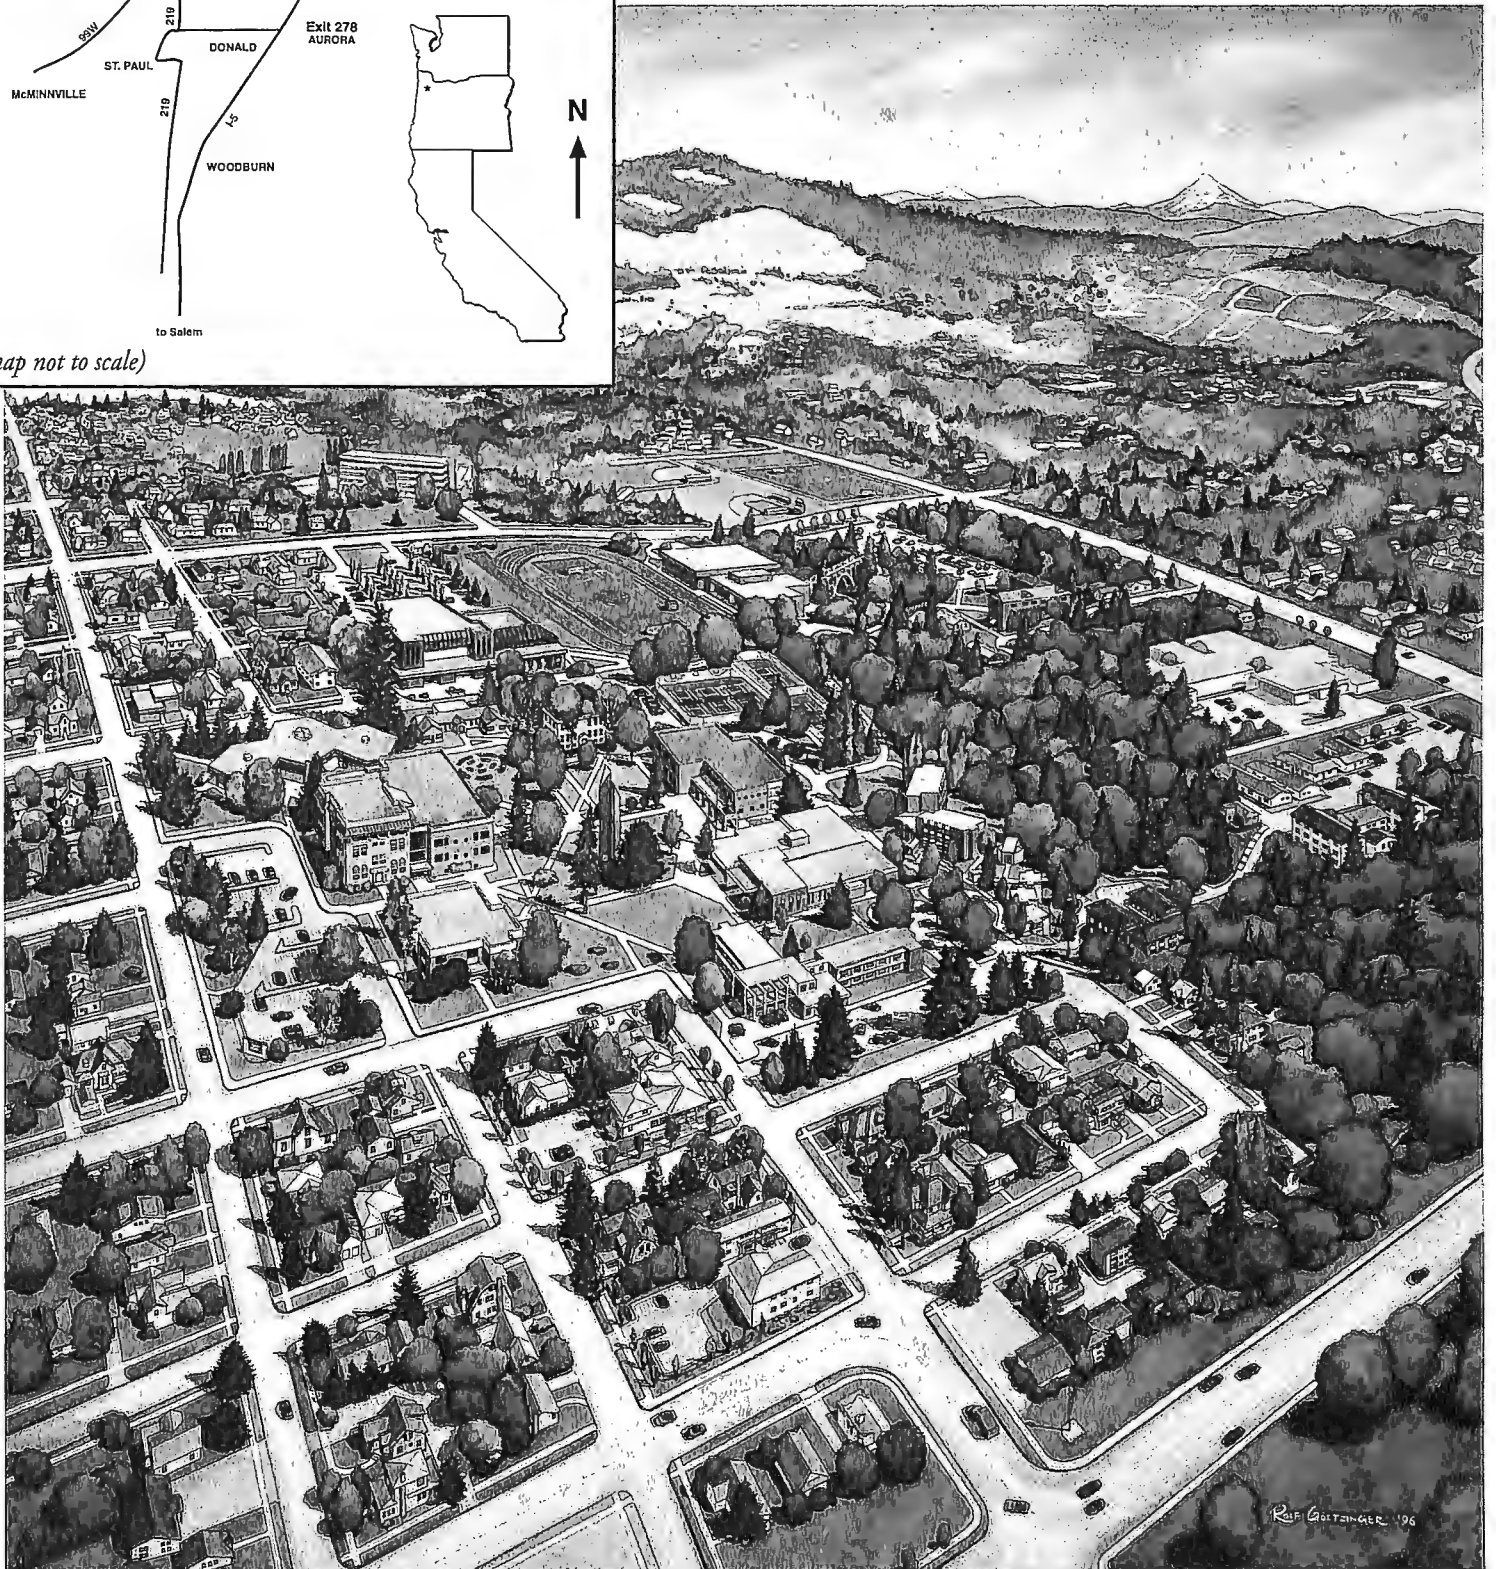 99W
219
Exit 278
AURORA
DONALD
ST. PAUL
McMINNVILLE
219
I-5
N
WOODBURN
to Salem
map not to scale)
ROLF GOETZINGER '96